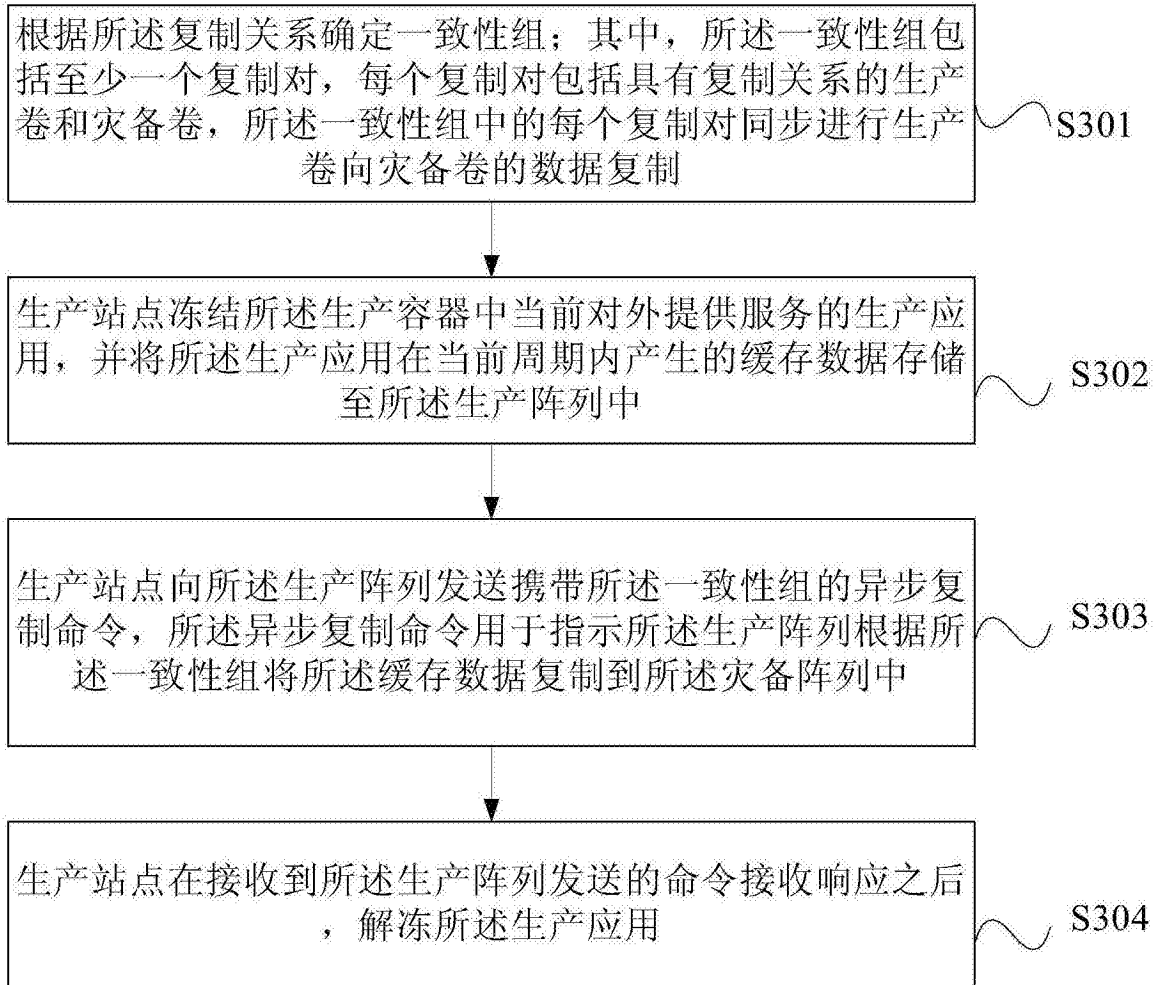 根据所述复制关系确定一致性组；其中，所述一致性组包
括至少一个复制对，每个复制对包括具有复制关系的生产
卷和灾备卷，所述一致性组中的每个复制对同步进行生产
卷向灾备卷的数据复制
S301
生产站点冻结所述生产容器中当前对外提供服务的生产应
用，并将所述生产应用在当前周期内产生的缓存数据存储
至所述生产阵列中
S302
生产站点向所述生产阵列发送携带所述一致性组的异步复
制命令，所述异步复制命令用于指示所述生产阵列根据所
述一致性组将所述缓存数据复制到所述灾备阵列中
S303
生产站点在接收到所述生产阵列发送的命令接收响应之后
，解冻所述生产应用
S304